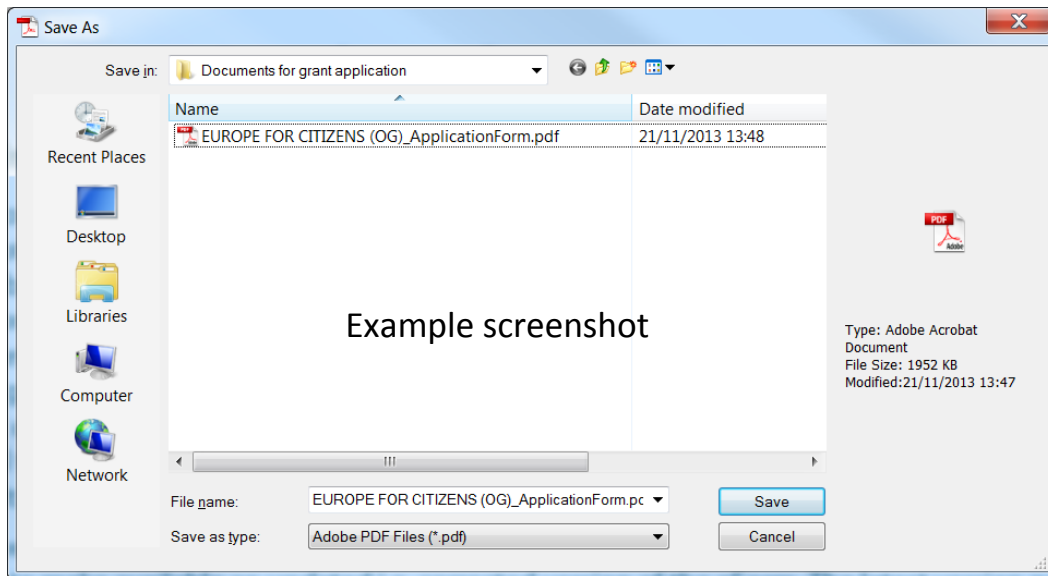 Save As
Save in:
Documents for grant application
Name
Date modified
EUROPE FOR CITIZENS (OG)_ApplicationForm.pdf
21/11/2013 13:48
Recent Places
Desktop
Libraries
Computer
Network
Example screenshot
PDF
Adobe
Type: Adobe Acrobat
Document
File Size: 1952 KB
Modified:21/11/2013 13:47
File name:
EUROPE FOR CITIZENS (OG)_ApplicationForm.pc
Save
Save as type:
Adobe PDF Files (*.pdf)
Cancel